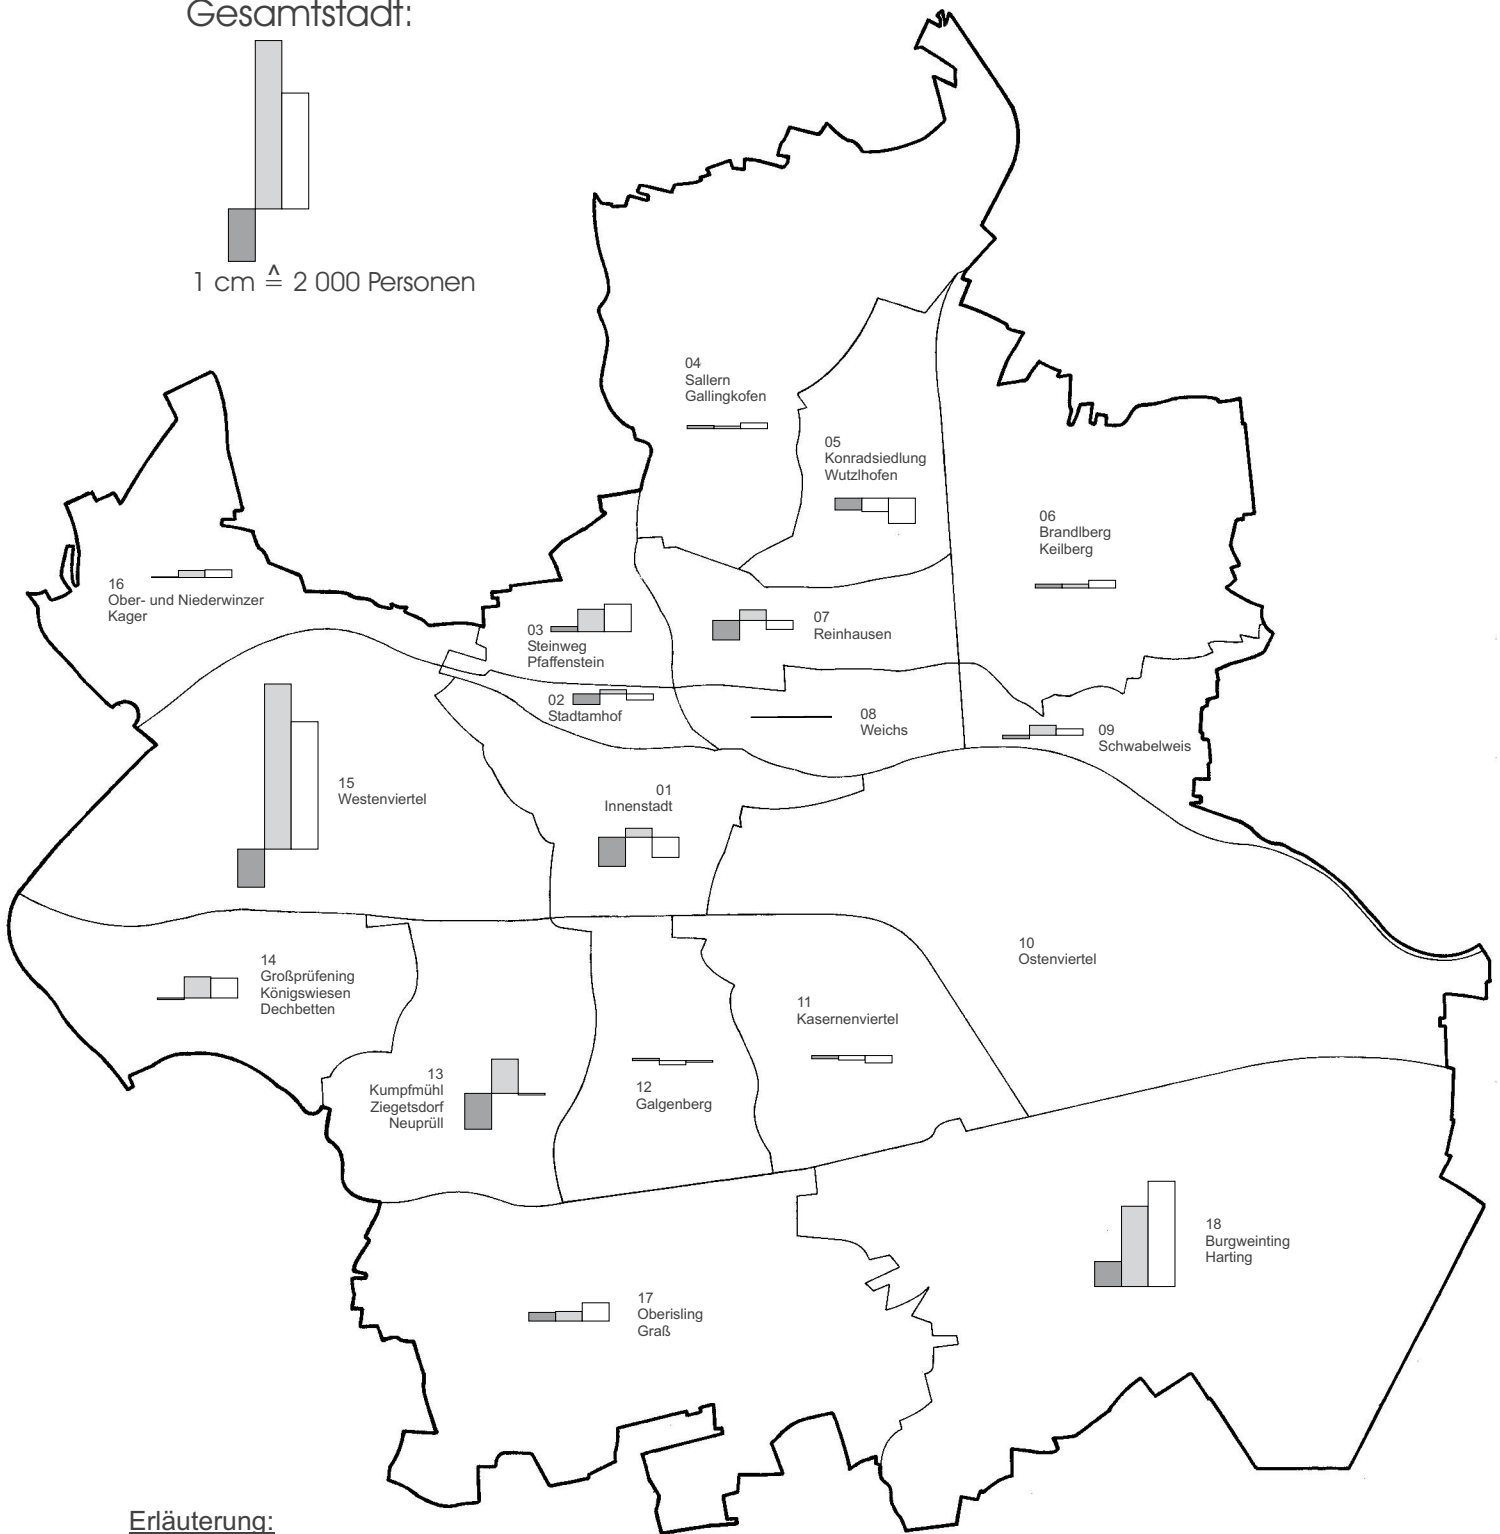 Gesamtstadt:
1 cm ≙ 2 000 Personen
04
Sallern
Gallingkofen
05
Konradsiedlung
Wutzlhofen
06
Brandlberg
Keilberg
16
Ober- und Niederwinzer
Kager
03
Steinweg
Pfaffenstein
07
Reinhausen
02
Stadtamhof
08
Weichs
09
Schwabelweis
15
Westenviertel
01
Innenstadt
10
Ostenviertel
14
Großprüfening
Königswiesen
Dechbetten
11
Kasernenviertel
13
Kumpfmühl
Ziegetsdorf
Neuprüll
12
Galgenberg
18
Burgweinting
Harting
17
Oberisling
Graß
Erläuterung: